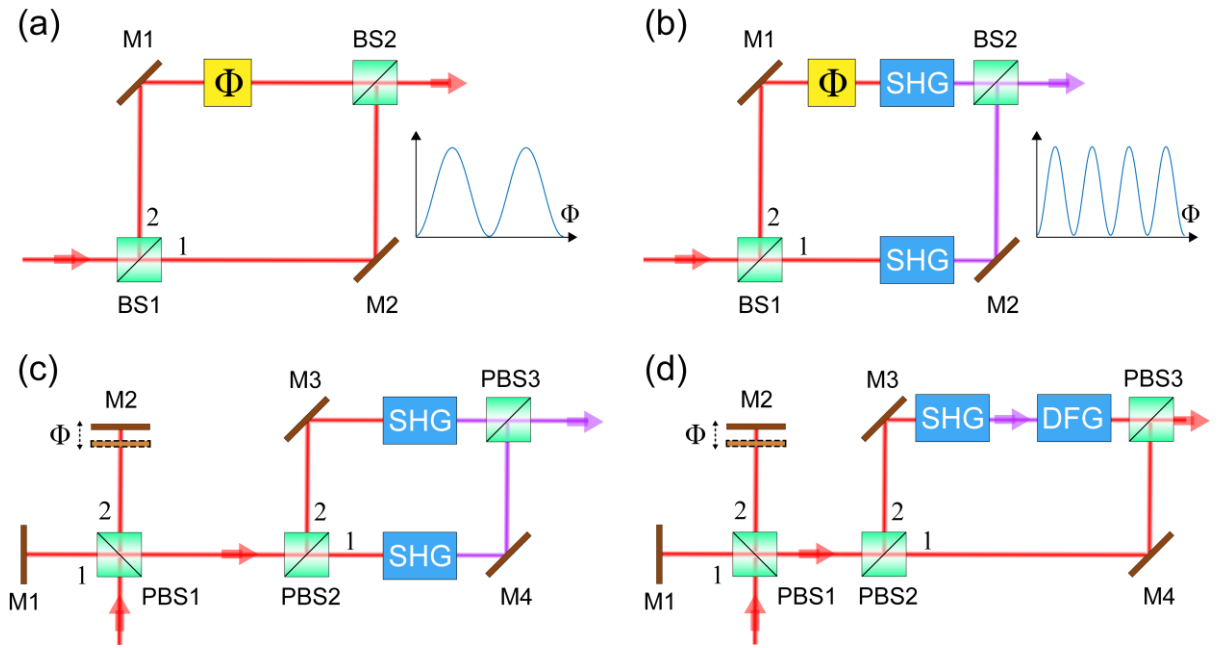 (a)
M1
Φ
BS2
Φ
2
1
BS1
M2
(b)
M1
Φ
SHG
BS2
Φ
2
1
SHG
BS1
M2
(c)
M2
Φ
M3
SHG
PBS3
2
2
1
1
SHG
M1
PBS1
PBS2
M4
(d)
M2
Φ
M3
SHG
DFG
PBS3
2
2
1
1
M1
PBS1
PBS2
M4